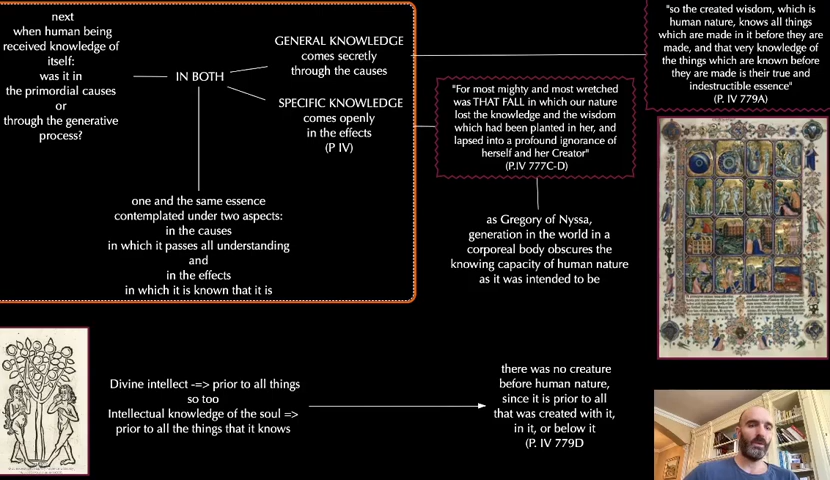 next
when human being
received knowledge of
itself:
was it in
the primordial causes
or
through the generative
process?
IN BOTH
GENERAL KNOWLEDGE
comes secretly
through the causes
SPECIFIC KNOWLEDGE
comes openly
in the effects
(P IV)
one and the same essence
contemplated under two aspects:
in the causes
in which it passes all understanding
and
in the effects
in which it is known that it is
"For most mighty and most wretched
was THAT FALL in which our nature
lost the knowledge and the wisdom
which had been planted in her, and
lapsed into a profound ignorance of
herself and her Creator"
(P.IV 777C-D)
as Gregory of Nyssa,
generation in the world in a
corporeal body obscures the
knowing capacity of human nature
as it was intended to be
"so the created wisdom, which is
human nature, knows all things
which are made in it before they are
made, and that very knowledge of
the things which are known before
they are made is their true and
indestructible essence"
(P. IV 779A)
Divine intellect -=> prior to all things
so too
Intellectual knowledge of the soul =>
prior to all the things that it knows
there was no creature
before human nature,
since it is prior to all
that was created with it,
in it, or below it
(P. IV 779D